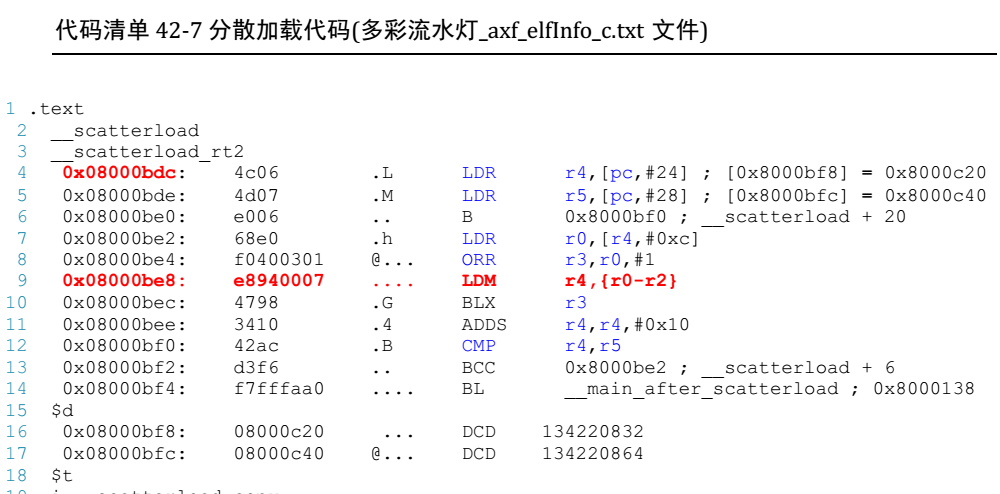 代码清单 42-7 分散加载代码(多彩流水灯_axf_elfInfo_c.txt 文件)
1 .text
2 __scatterload
3 __scatterload_rt2
4 0x08000bdc: 4c06 .L LDR r4,[pc,#24] ; [0x8000bf8] = 0x8000c20
5 0x08000bde: 4d07 .M LDR r5,[pc,#28] ; [0x8000bfc] = 0x8000c40
6 0x08000be0: e006 .. B 0x8000bf0 ; __scatterload + 20
7 0x08000be2: 68e0 .h LDR r0,[r4,#0xc]
8 0x08000be4: f0400301 @... ORR r3,r0,#1
9 0x08000be8: e8940007 .... LDM r4,{r0-r2}
10 0x08000bec: 4798 .G BLX r3
11 0x08000bee: 3410 .4 ADDS r4,r4,#0x10
12 0x08000bf0: 42ac .B CMP r4,r5
13 0x08000bf2: d3f6 .. BCC 0x8000be2 ; __scatterload + 6
14 0x08000bf4: f7fffaa0 .... BL __main_after_scatterload ; 0x8000138
15 $d
16 0x08000bf8: 08000c20 ... DCD 134220832
17 0x08000bfc: 08000c40 @... DCD 134220864
18 $t